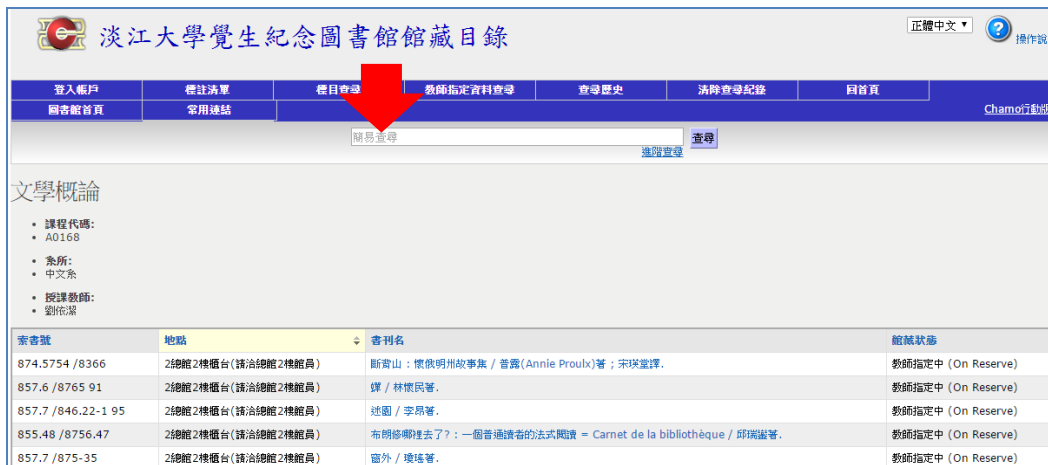 淡江大學覺生紀念圖書館館藏目錄
正體中文
操作說
登入帳戶 標註清單 標目查尋 教師指定資料查尋 查尋歷史 清除查尋紀錄 回首頁
圖書館首頁 常用連結 Chamo行動版
簡易查尋 查尋
進階查尋
文學概論
• 課程代碼:
• A0168
• 系所:
• 中文系
• 授課教師:
• 劉依潔
索書號 地點 書刊名 館藏狀態
874.5754 /8366 2總館2樓櫃台(請洽總館2樓館員) 斷背山 : 懷俄明州故事集 / 普露(Annie Proulx)著 ; 宋瑛堂譯. 教師指定中 (On Reserve)
857.6 /8765 91 2總館2樓櫃台(請洽總館2樓館員) 蟬 / 林懷民著. 教師指定中 (On Reserve)
857.7 /846.22-1 95 2總館2樓櫃台(請洽總館2樓館員) 迷園 / 李昂著. 教師指定中 (On Reserve)
855.48 /8756.47 2總館2樓櫃台(請洽總館2樓館員) 布朗修哪裡去了? : 一個普通讀者的法式閱讀 = Carnet de la bibliothèque / 邱瑞鑾著. 教師指定中 (On Reserve)
857.7 /875-35 2總館2樓櫃台(請洽總館2樓館員) 窗外 / 瓊瑤著. 教師指定中 (On Reserve)